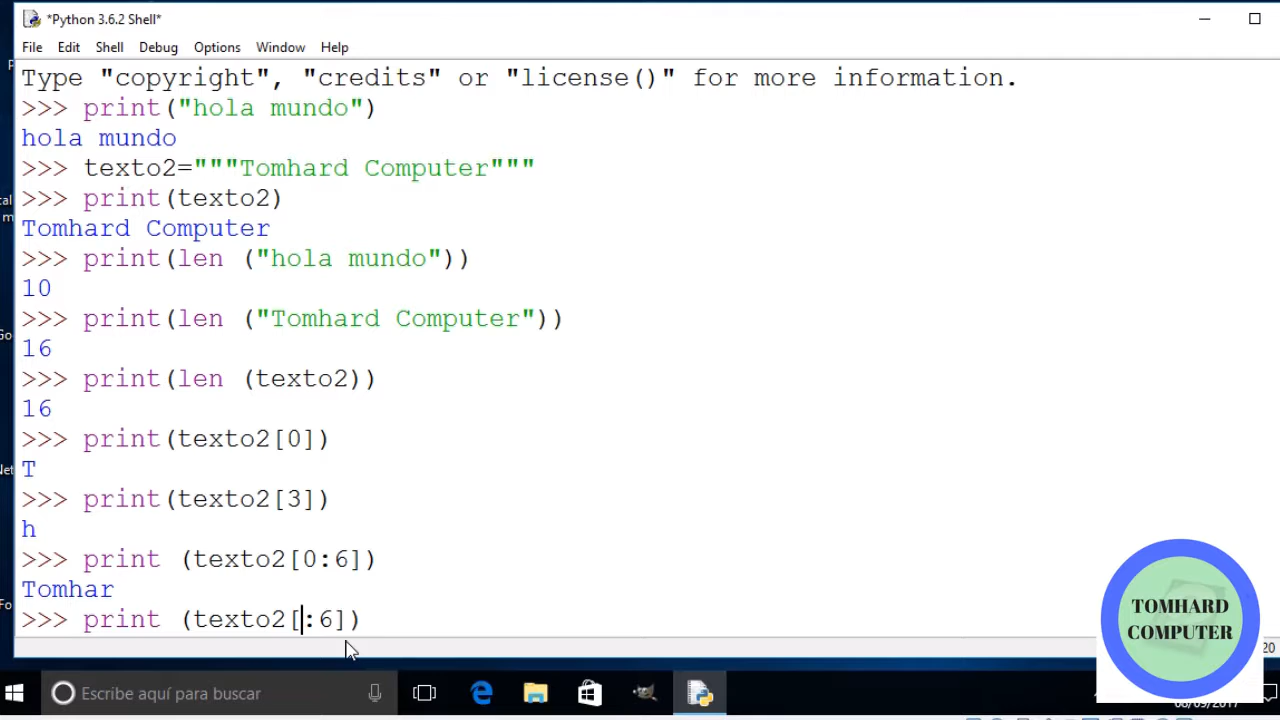 *Python 3.6.2 Shell*
File Edit Shell Debug Options Window Help
Type "copyright", "credits" or "license()" for more information.
>>> print("hola mundo")
hola mundo
>>> texto2="""Tomhard Computer"""
>>> print(texto2)
Tomhard Computer
>>> print(len ("hola mundo"))
10
>>> print(len ("Tomhard Computer"))
16
>>> print(len (texto2))
16
>>> print(texto2[0])
T
>>> print(texto2[3])
h
>>> print (texto2[0:6])
Tomhar
>>> print (texto2[:6])
TOMHARD
COMPUTER
20
Escribe aquí para buscar